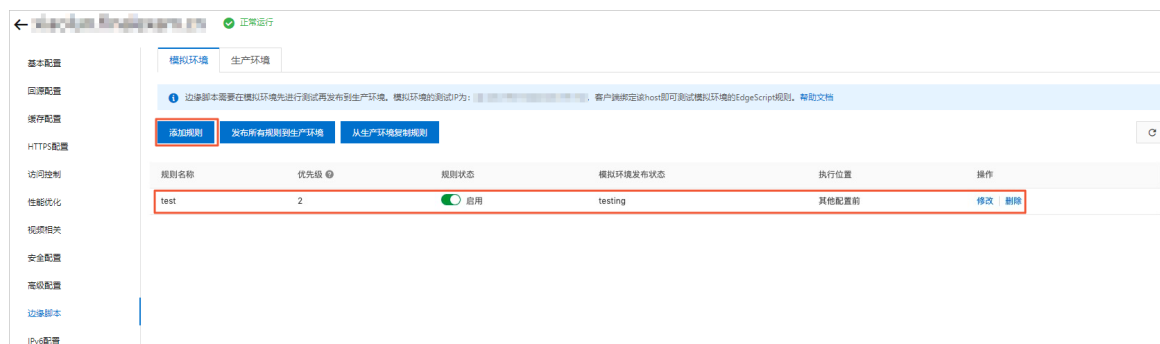 正常运行
基本配置
回源配置
缓存配置
HTTPS配置
访问控制
性能优化
视频相关
安全配置
高级配置
边缘脚本
IPv6配置
模拟环境 生产环境
边缘脚本需要在模拟环境先进行测试再发布到生产环境。模拟环境的测试IP为: , 客户端绑定该host即可测试模拟环境的EdgeScript规则。帮助文档
添加规则 发布所有规则到生产环境 从生产环境复制规则
规则名称 优先级 规则状态 模拟环境发布状态 执行位置 操作
test 2 启用 testing 其他配置前 修改 删除